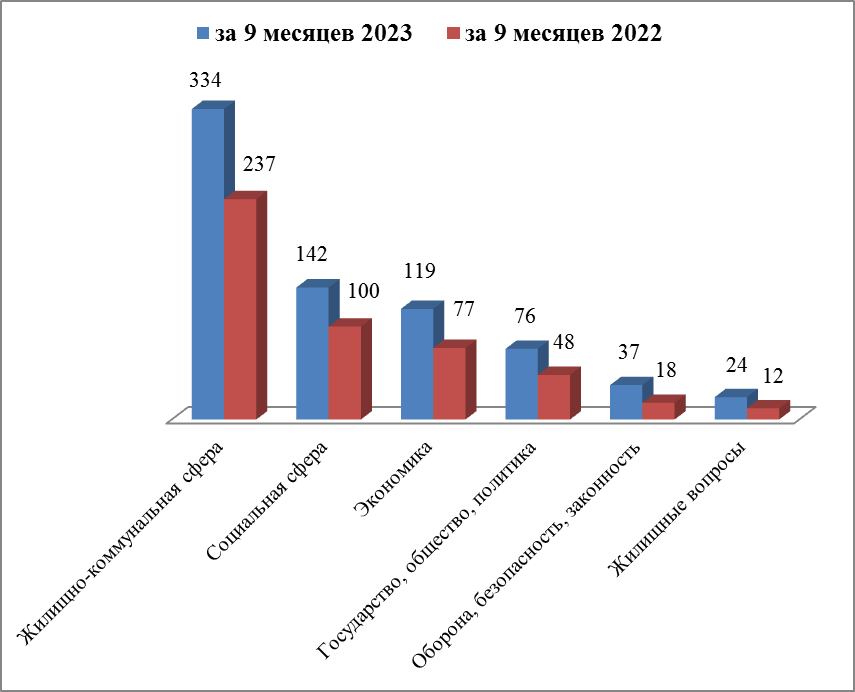 за 9 месяцев 2023 за 9 месяцев 2022
334
237
142
100
119
77
76
48
37
18
24
12
Жилищно-коммунальная сфера
Социальная сфера
Экономика
Государство, общество, политика
Оборона, безопасность, законность
Жилищные вопросы